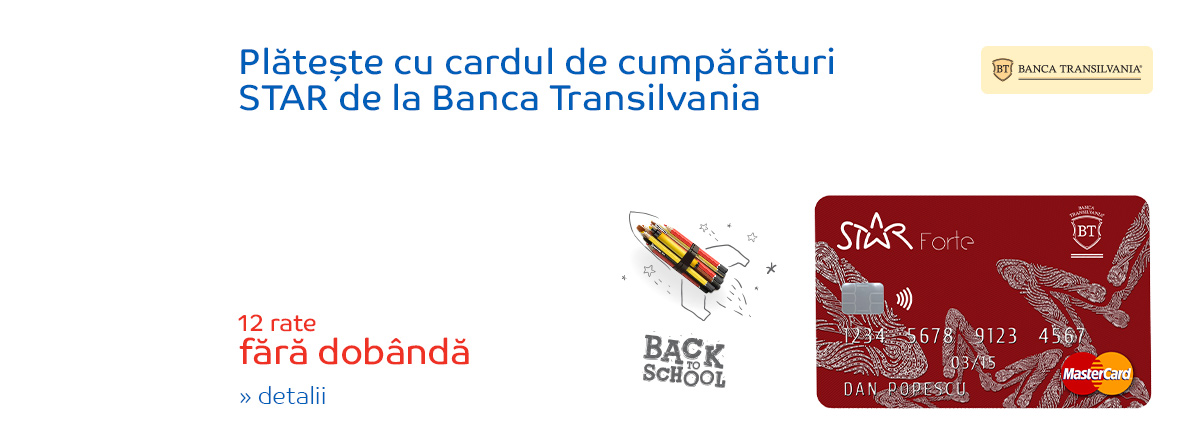 Plătește cu cardul de cumpărături
STAR de la Banca Transilvania
BT BANCA TRANSILVANIA®
12 rate
fără dobândă
» detalii
BACK
TO
SCHOOL
STAR Forte
BANCA
TRANSILVANIA
BT
1234 5678 9123 4567
03/15
DAN POPESCU
MasterCard